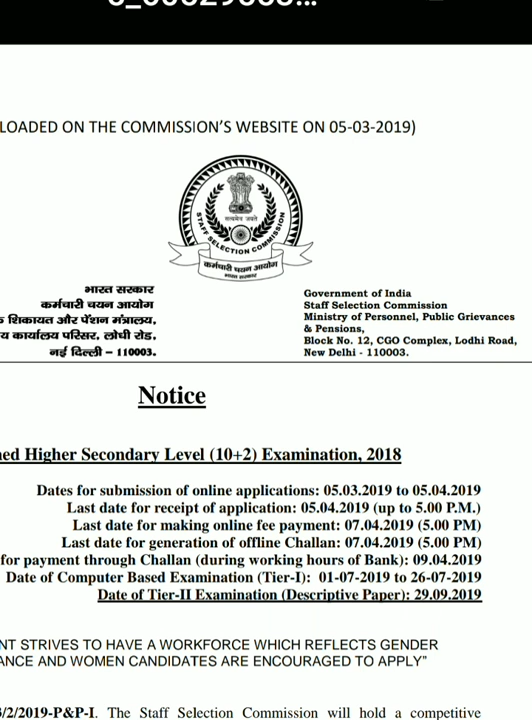 LOADED ON THE COMMISSION'S WEBSITE ON 05-03-2019)
सत्यमेव जयते
STAFF SELECTION COMMISSION
कर्मचारी चयन आयोग
भारत सरकार
भारत सरकार
कर्मचारी चयन आयोग
शिकायत और पेंशन मंत्रालय,
कार्यालय परिसर, लोधी रोड,
नई दिल्ली – 110003.
Government of India
Staff Selection Commission
Ministry of Personnel, Public Grievances
& Pensions,
Block No. 12, CGO Complex, Lodhi Road,
New Delhi - 110003.
Notice
ned Higher Secondary Level (10+2) Examination, 2018
Dates for submission of online applications: 05.03.2019 to 05.04.2019
Last date for receipt of application: 05.04.2019 (up to 5.00 P.M.)
Last date for making online fee payment: 07.04.2019 (5.00 PM)
Last date for generation of offline Challan: 07.04.2019 (5.00 PM)
for payment through Challan (during working hours of Bank): 09.04.2019
Date of Computer Based Examination (Tier-I): 01-07-2019 to 26-07-2019
Date of Tier-II Examination (Descriptive Paper): 29.09.2019
NT STRIVES TO HAVE A WORKFORCE WHICH REFLECTS GENDER
ANCE AND WOMEN CANDIDATES ARE ENCOURAGED TO APPLY"
/2/2019-P&P-I. The Staff Selection Commission will hold a competitive